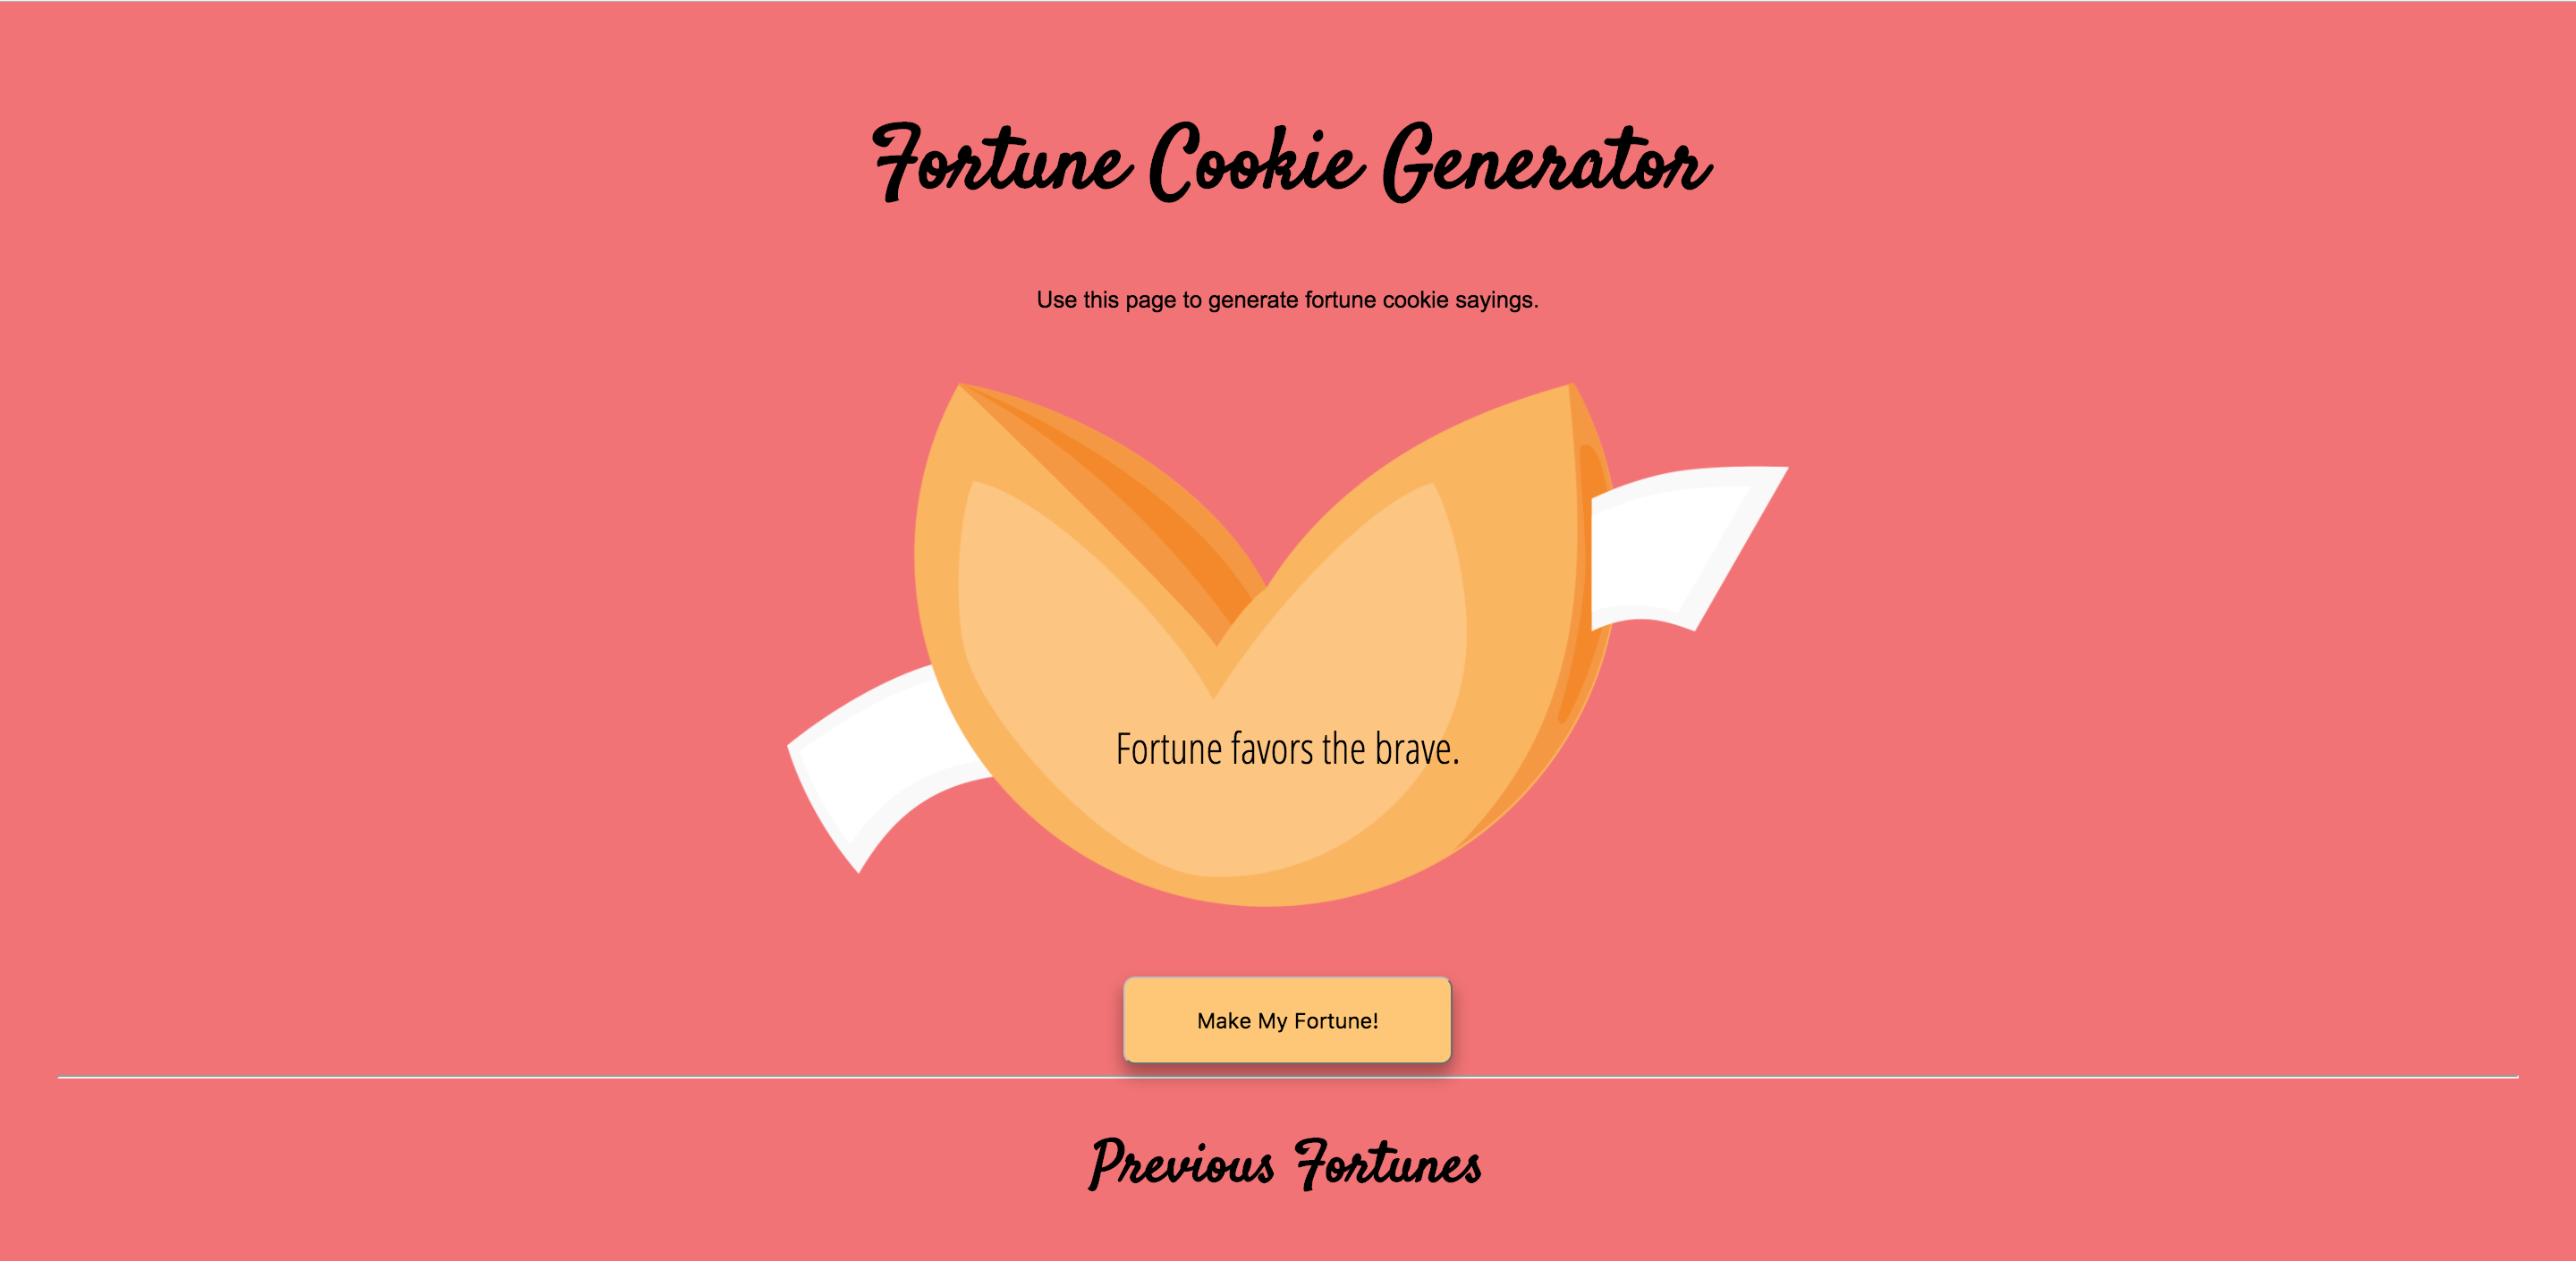 Fortune Cookie Generator
Use this page to generate fortune cookie sayings.
Fortune favors the brave.
Make My Fortune!
Previous Fortunes